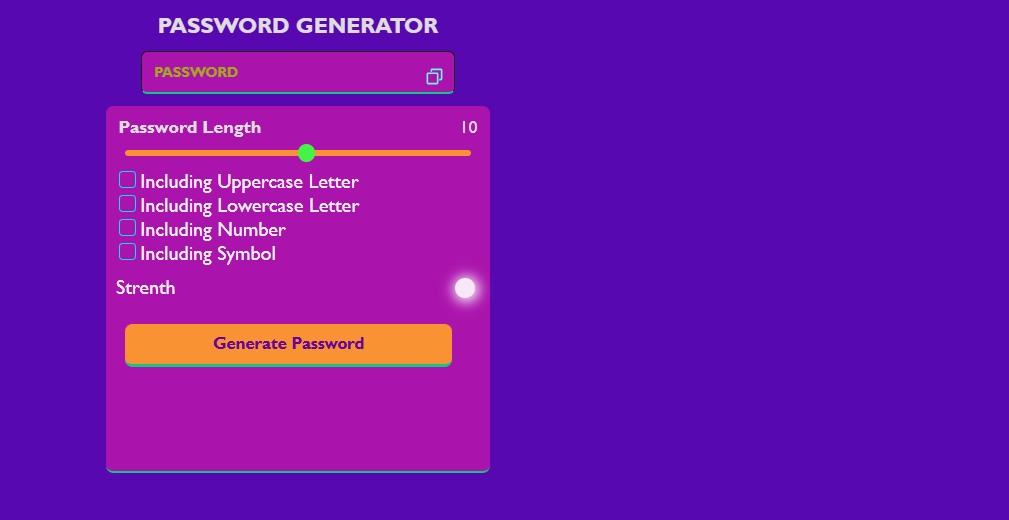 PASSWORD GENERATOR
PASSWORD
Password Length 10
Including Uppercase Letter
Including Lowercase Letter
Including Number
Including Symbol
Strenth
Generate Password